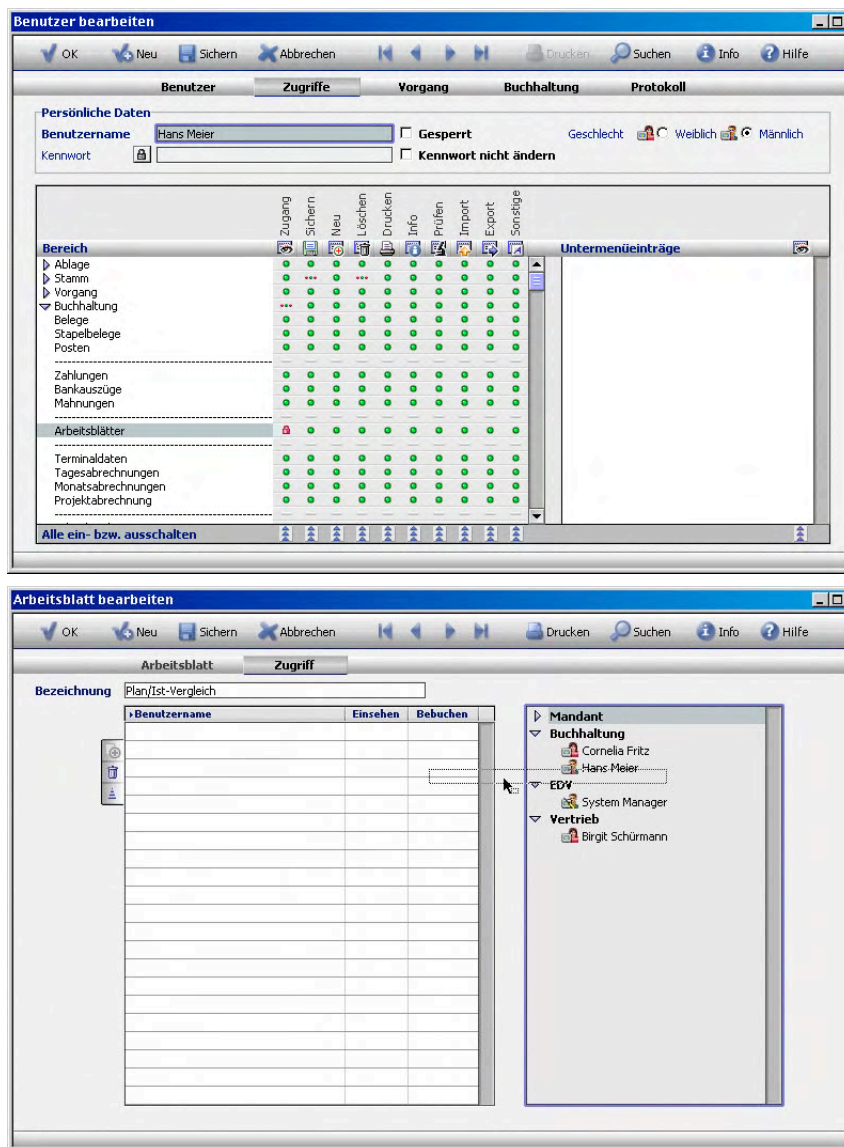 Benutzer bearbeiten
OK Neu Sichern Abbrechen Drucken Suchen Info Hilfe
Benutzer Zugriffe Vorgang Buchhaltung Protokoll
Persönliche Daten
Benutzername Hans Meier Gesperrt Geschlecht Weiblich Männlich
Kennwort Kennwort nicht ändern
Zugang Sichern Neu Löschen Drucken Info Prüfen Import Export Sonstige
Bereich Untermenüeinträge
Ablage
Stamm
Vorgang
Buchhaltung
Belege
Stapelbelege
Posten
Zahlungen
Bankauszüge
Mahnungen
Arbeitsblätter
Terminaldaten
Tagesabrechnungen
Monatsabrechnungen
Projektabrechnung
Alle ein- bzw. ausschalten
Arbeitsblatt bearbeiten
OK Neu Sichern Abbrechen Drucken Suchen Info Hilfe
Arbeitsblatt Zugriff
Bezeichnung Plan/Ist-Vergleich
Benutzername Einsehen Bebuchen
Mandant
Buchhaltung
Cornelia Fritz
Hans Meier
EDV
System Manager
Vertrieb
Birgit Schürmann